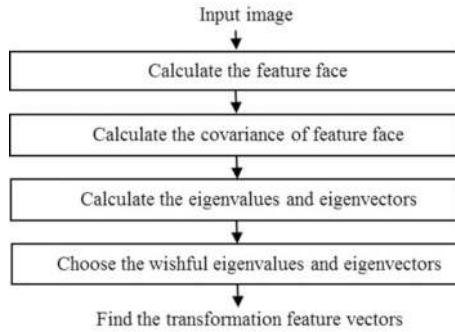 Input image
Calculate the feature face
Calculate the covariance of feature face
Calculate the eigenvalues and eigenvectors
Choose the wishful eigenvalues and eigenvectors
Find the transformation feature vectors